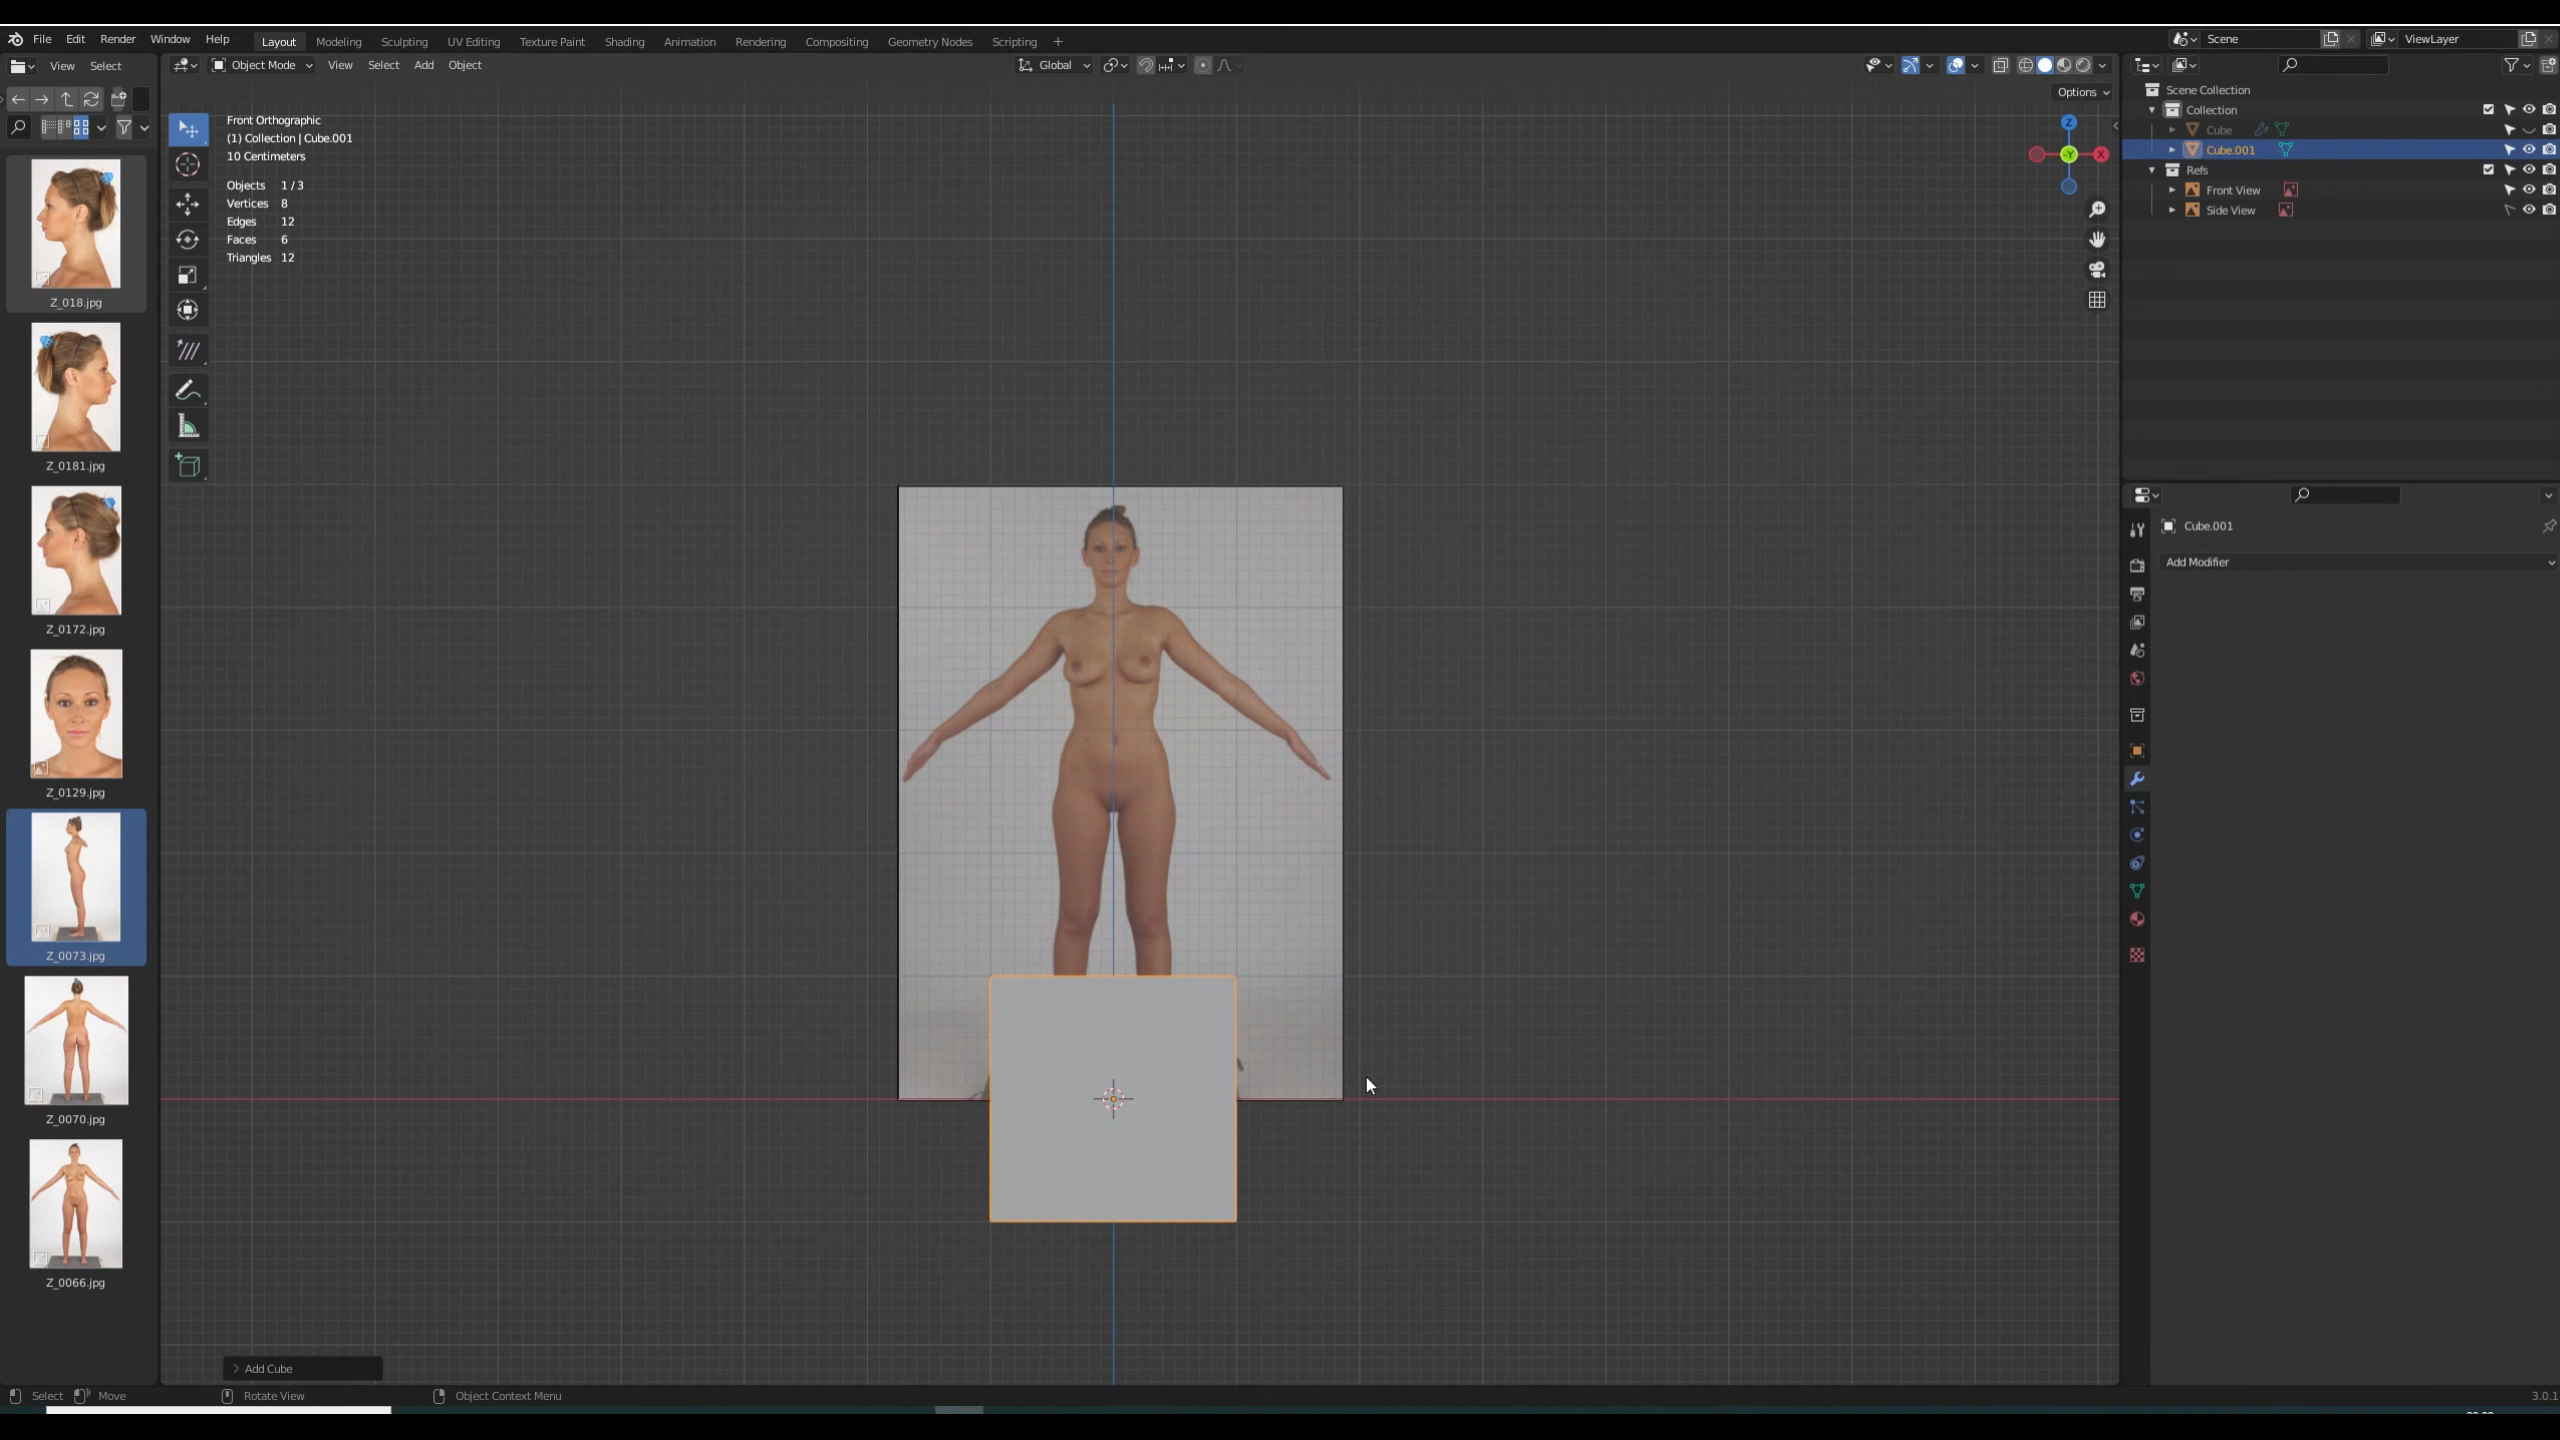 File Edit Render Window Help Layout Modeling Sculpting UV Editing Texture Paint Shading Animation Rendering Compositing Geometry Nodes Scripting + Scene ViewLayer
View Select Object Mode View Select Add Object Global
Options
Front Orthographic
(1) Collection | Cube.001
10 Centimeters
Objects 1 / 3
Vertices 8
Edges 12
Faces 6
Triangles 12
Z
Y
X
Z_018.jpg
Z_0181.jpg
Z_0172.jpg
Z_0129.jpg
Z_0073.jpg
Z_0070.jpg
Z_0066.jpg
Scene Collection
Collection
Cube
Cube.001
Refs
Front View
Side View
Cube.001
Add Modifier
Add Cube
Select Move Rotate View Object Context Menu 3.0.1